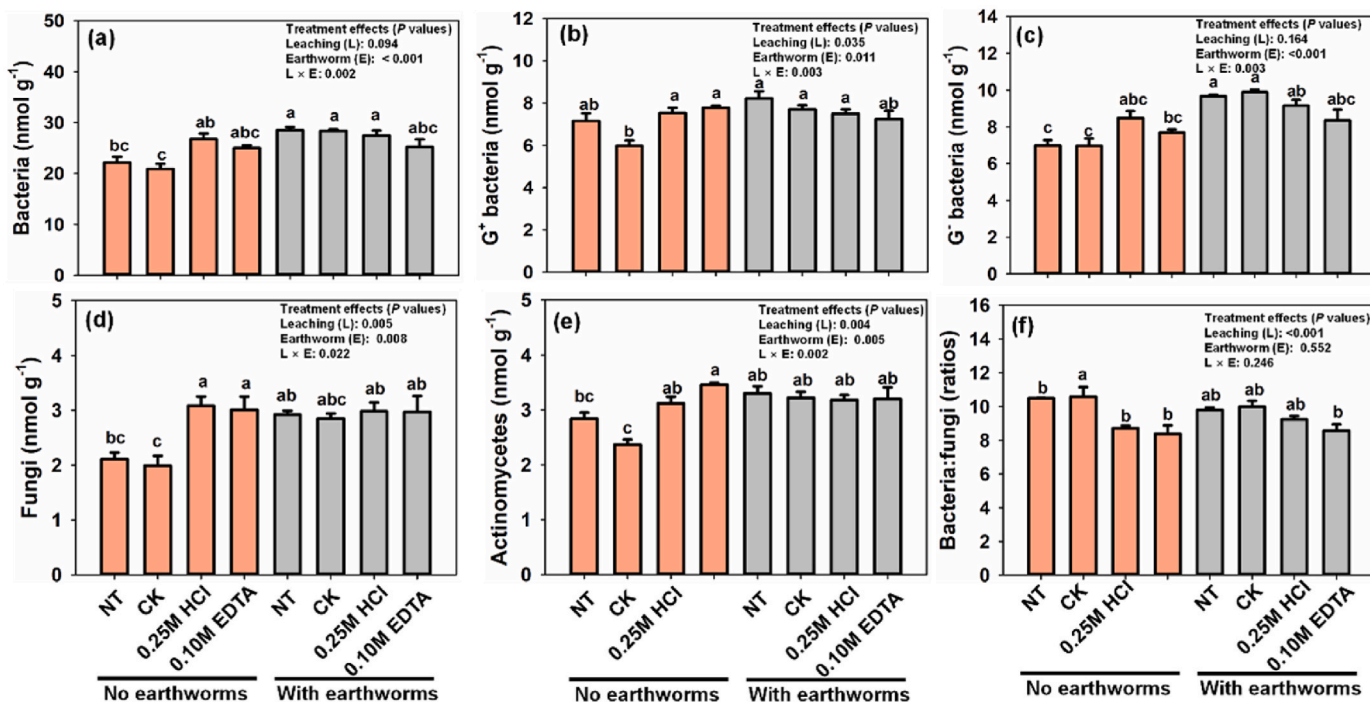 (a)
Treatment effects (P values)
Leaching (L): 0.094
Earthworm (E): < 0.001
L × E: 0.002
Bacteria (nmol g-1)
60
50
40
30
20
10
0
bc
c
ab
abc
a
a
a
abc
(b)
Treatment effects (P values)
Leaching (L): 0.035
Earthworm (E): 0.011
L × E: 0.003
G+ bacteria (nmol g-1)
12
10
8
6
4
2
0
ab
b
a
a
a
a
a
ab
(c)
Treatment effects (P values)
Leaching (L): 0.164
Earthworm (E): <0.001
L × E: 0.003
G- bacteria (nmol g-1)
14
12
10
8
6
4
2
0
c
c
abc
bc
a
a
ab
abc
(d)
Treatment effects (P values)
Leaching (L): 0.005
Earthworm (E): 0.008
L × E: 0.022
Fungi (nmol g-1)
5
4
3
2
1
0
bc
c
a
a
ab
abc
ab
ab
NT
CK
0.25M HCl
0.10M EDTA
NT
CK
0.25M HCl
0.10M EDTA
No earthworms
With earthworms
(e)
Treatment effects (P values)
Leaching (L): 0.004
Earthworm (E): 0.005
L × E: 0.002
Actinomycetes (nmol g-1)
5
4
3
2
1
0
bc
c
ab
a
ab
ab
ab
ab
NT
CK
0.25M HCl
NT
CK
0.25M HCl
0.10M EDTA
No earthworms
With earthworms
(f)
Treatment effects (P values)
Leaching (L): <0.001
Earthworm (E): 0.552
L × E: 0.246
Bacteria:fungi (ratios)
16
14
12
10
8
6
4
2
0
b
a
b
b
ab
ab
ab
b
NT
CK
0.25M HCl
NT
CK
0.25M HCl
0.10M EDTA
No earthworms
With earthworms